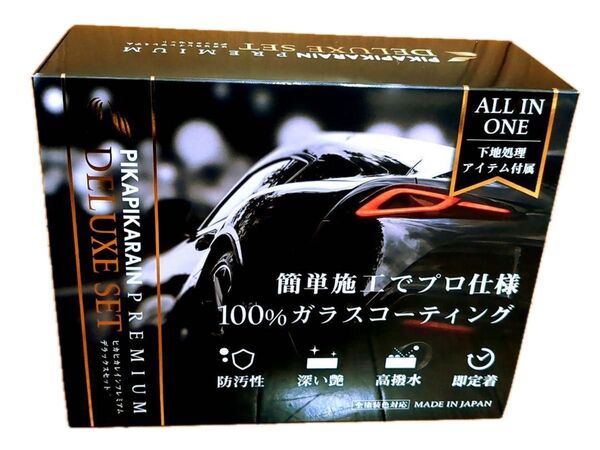 PIKAPIKARAIN PREMIUM
DELUXE SET
ALL IN
ONE
下地処理
アイテム付属
PIKAPIKARAIN PREMIUM
DELUXE SET
ピカピカレインプレミアム
デラックスセット
簡単施工でプロ仕様
100%ガラスコーティング
防汚性
深い艶
高撥水
即定着
全塗装色対応 MADE IN JAPAN